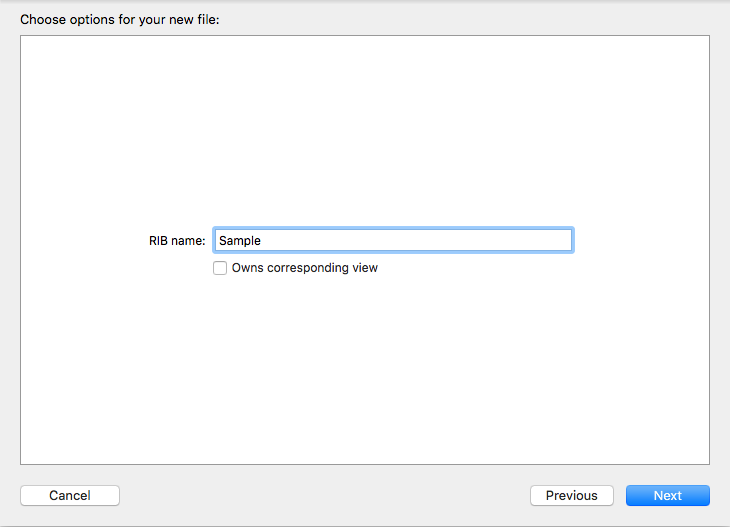 Choose options for your new file:
RIB name: Sample
Owns corresponding view
Cancel Previous Next